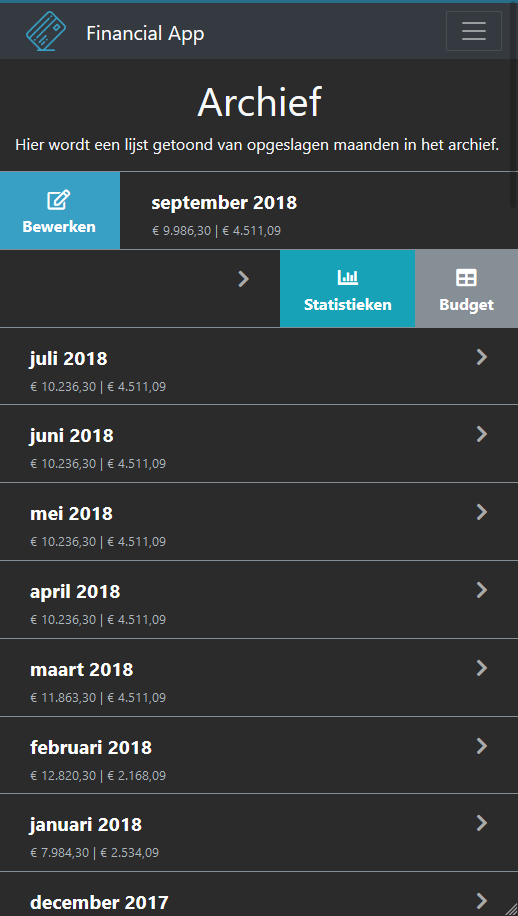 Financial App
Archief
Hier wordt een lijst getoond van opgeslagen maanden in het archief.
Bewerken
september 2018
€ 9.986,30 | € 4.511,09
Statistieken
Budget
juli 2018
€ 10.236,30 | € 4.511,09
juni 2018
€ 10.236,30 | € 4.511,09
mei 2018
€ 10.236,30 | € 4.511,09
april 2018
€ 10.236,30 | € 4.511,09
maart 2018
€ 11.863,30 | € 4.511,09
februari 2018
€ 12.820,30 | € 2.168,09
januari 2018
€ 7.984,30 | € 2.534,09
december 2017